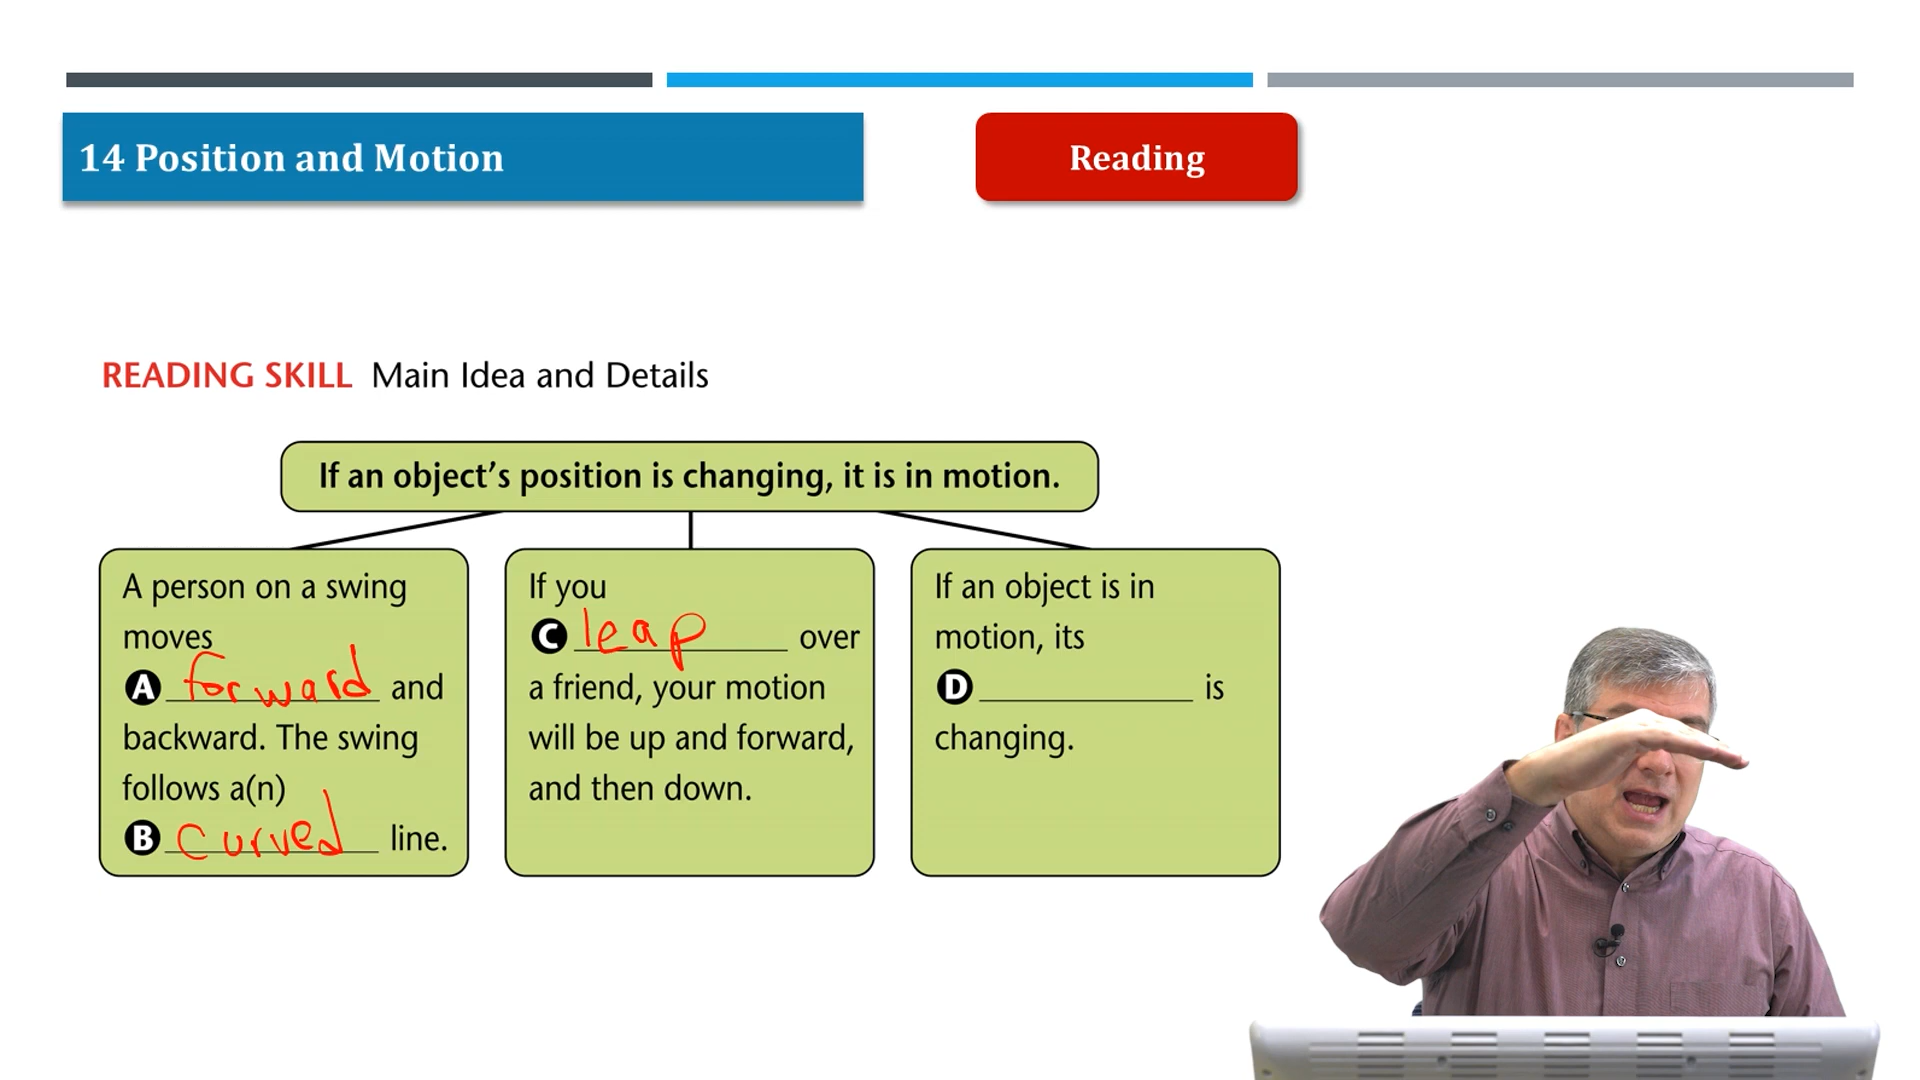 14 Position and Motion
Reading
READING SKILL Main Idea and Details
If an object's position is changing, it is in motion.
A person on a swing
moves
A forward and
backward. The swing
follows a(n)
B curved line.
If you
C leap over
a friend, your motion
will be up and forward,
and then down.
If an object is in
motion, its
D ______________ is
changing.